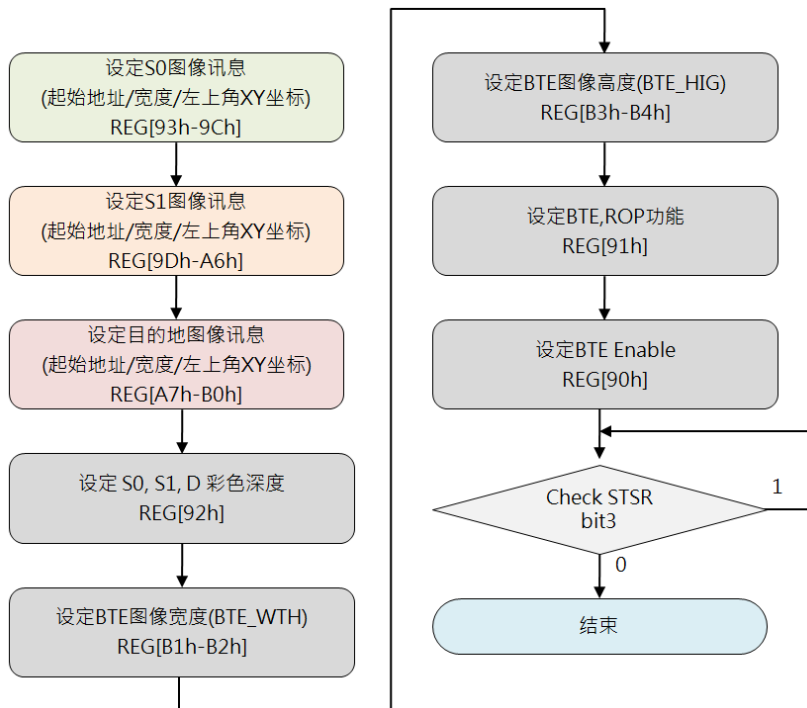 设定S0图像讯息
(起始地址/宽度/左上角XY坐标)
REG[93h-9Ch]
设定S1图像讯息
(起始地址/宽度/左上角XY坐标)
REG[9Dh-A6h]
设定目的地图像讯息
(起始地址/宽度/左上角XY坐标)
REG[A7h-B0h]
设定 S0, S1, D 彩色深度
REG[92h]
设定BTE图像宽度(BTE_WTH)
REG[B1h-B2h]
设定BTE图像高度(BTE_HIG)
REG[B3h-B4h]
设定BTE,ROP功能
REG[91h]
设定BTE Enable
REG[90h]
Check STSR
bit3
1
0
结束